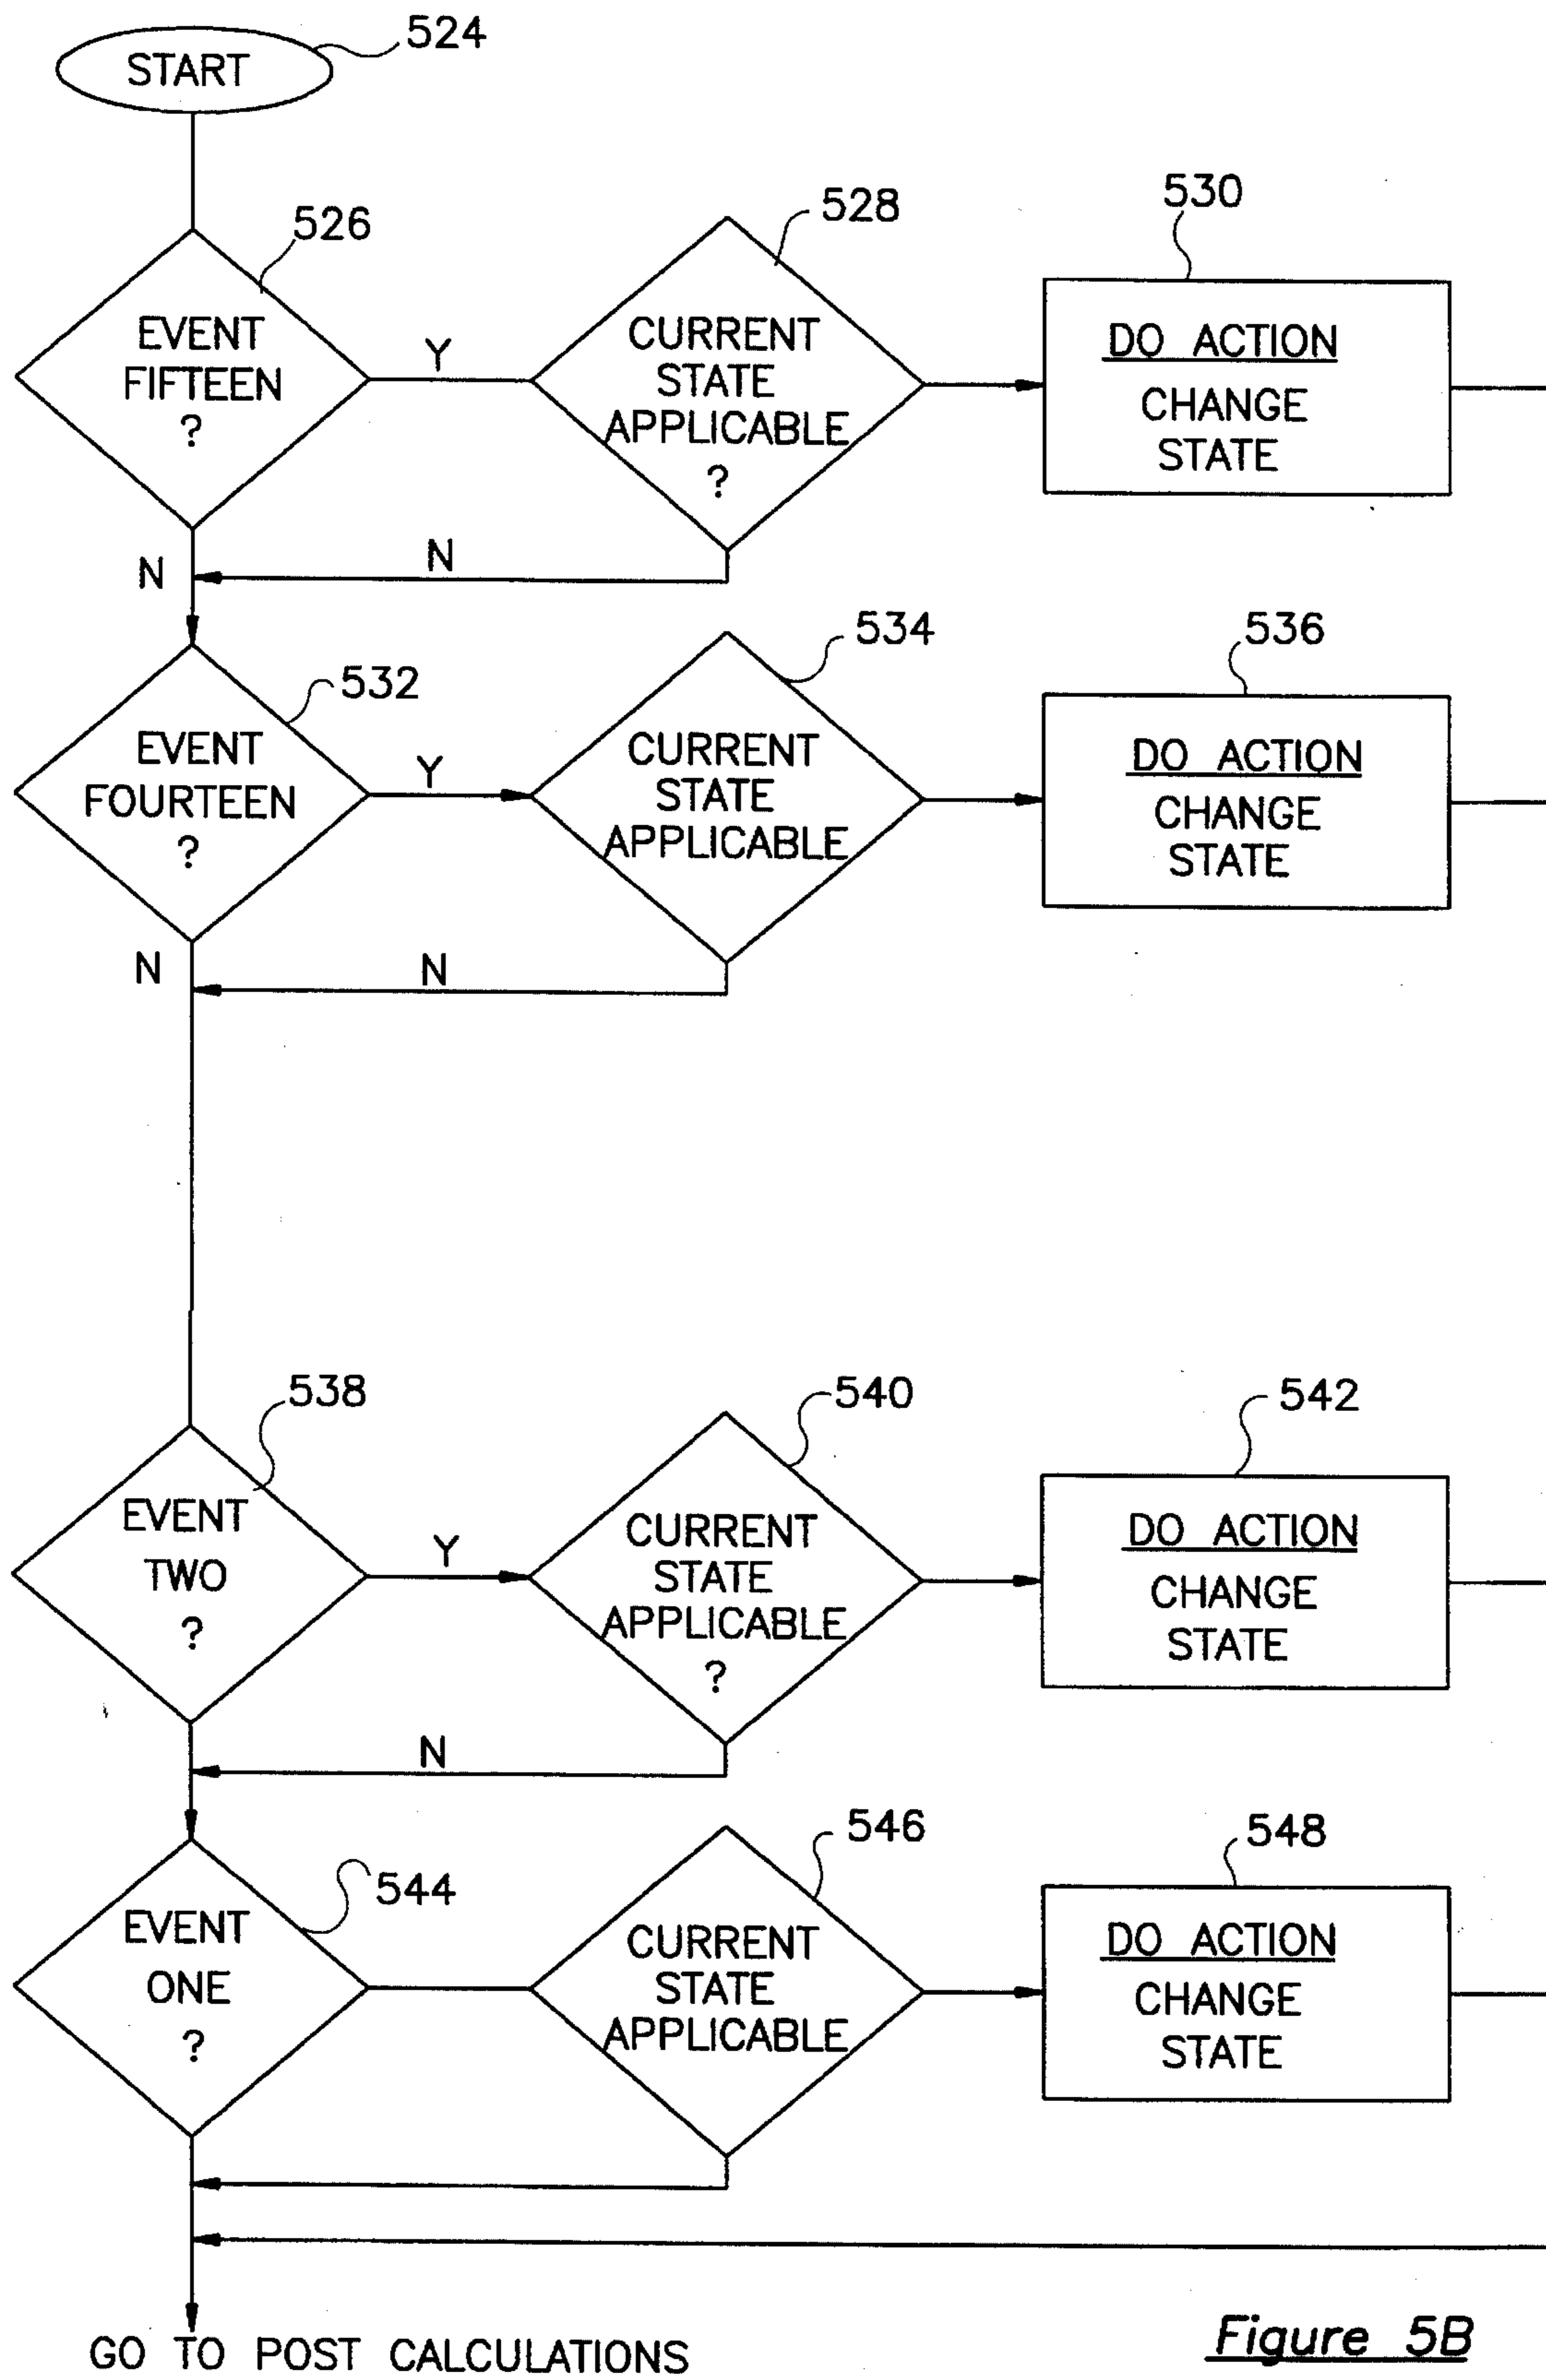 START
524
526
EVENT
FIFTEEN
?
Y
528
CURRENT
STATE
APPLICABLE
?
530
DO ACTION
CHANGE
STATE
N
N
532
EVENT
FOURTEEN
?
Y
534
CURRENT
STATE
APPLICABLE
536
DO ACTION
CHANGE
STATE
N
N
538
EVENT
TWO
?
Y
540
CURRENT
STATE
APPLICABLE
?
542
DO ACTION
CHANGE
STATE
N
544
EVENT
ONE
?
546
CURRENT
STATE
APPLICABLE
548
DO ACTION
CHANGE
STATE
GO TO POST CALCULATIONS
Figure 5B